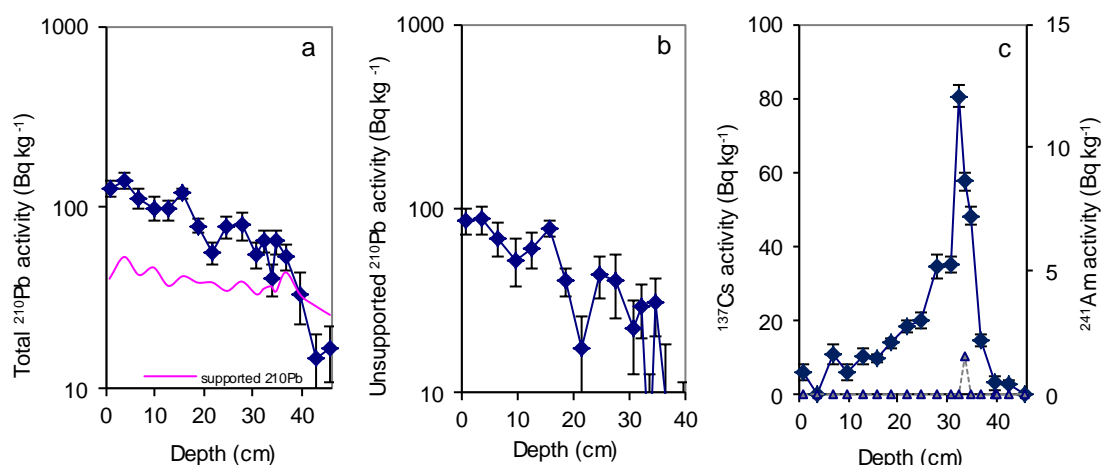 a
Total ²¹⁰Pb activity (Bq kg⁻¹)
1000
100
10
supported 210Pb
0 10 20 30 40
Depth (cm)
b
Unsupported ²¹⁰Pb activity (Bq kg⁻¹)
1000
100
10
0 10 20 30 40
Depth (cm)
c
¹³⁷Cs activity (Bq kg⁻¹)
100
80
60
40
20
0
0 10 20 30 40
Depth (cm)
15
10
5
0
²⁴¹Am activity (Bq kg⁻¹)